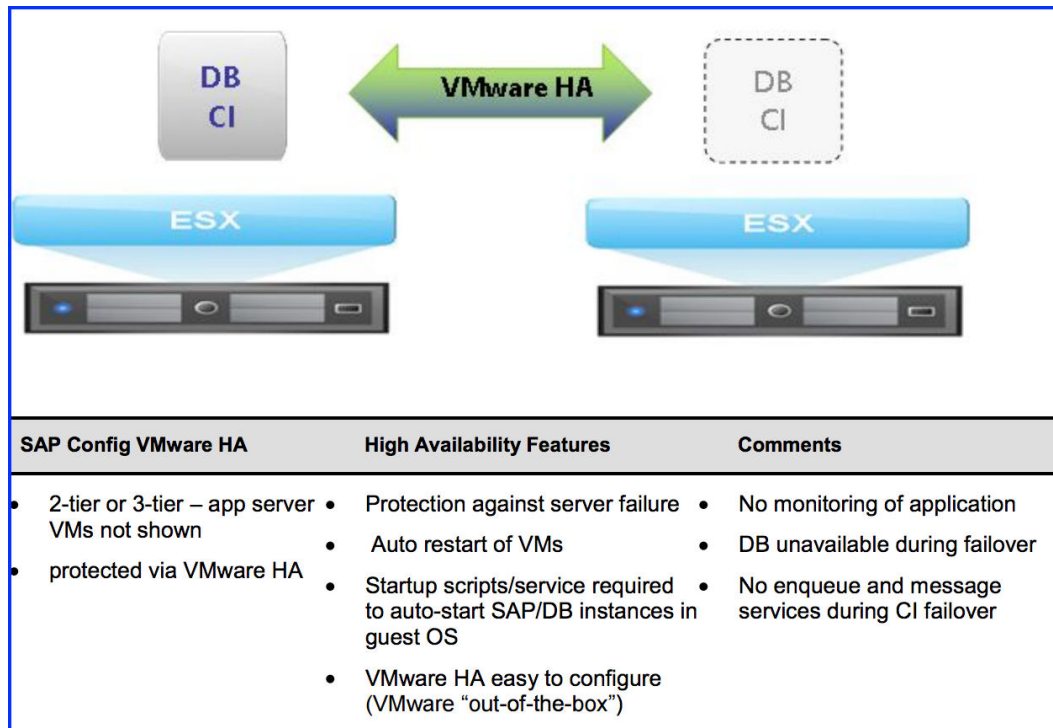 DB
CI
VMware HA
DB
CI
ESX
ESX
SAP Config VMware HA
High Availability Features
Comments
• 2-tier or 3-tier – app server
VMs not shown
• protected via VMware HA
• Protection against server failure
• Auto restart of VMs
• Startup scripts/service required
to auto-start SAP/DB instances in
guest OS
• VMware HA easy to configure
(VMware “out-of-the-box”)
• No monitoring of application
• DB unavailable during failover
• No enqueue and message
services during CI failover